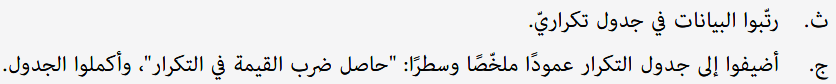 ث. رتّبوا البيانات في جدول تكراريّ.
ج. أضيفوا إلى جدول التكرار عمودًا ملخّصًا وسطرًا: "حاصل ضرب القيمة في التكرار"، وأكملوا الجدول.